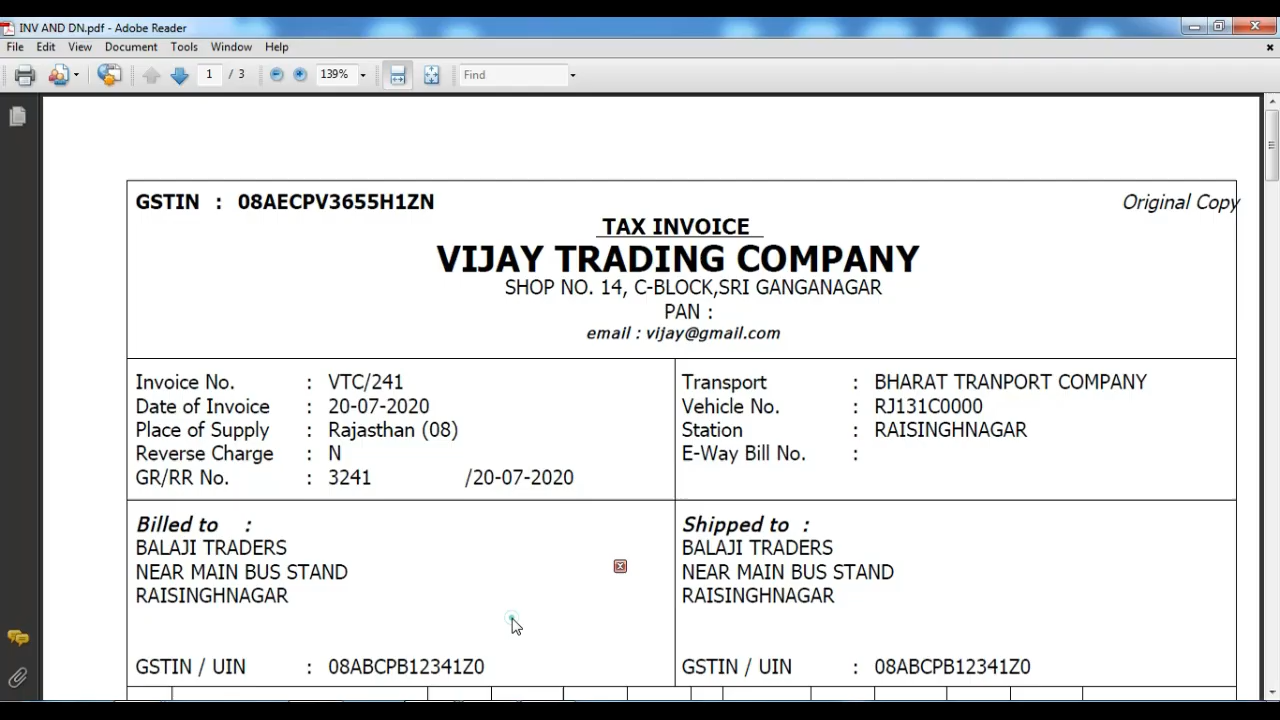 INV AND DN.pdf - Adobe Reader
File Edit View Document Tools Window Help
1 / 3 139% Find
GSTIN : 08AECPV3655H1ZN Original Copy
TAX INVOICE
VIJAY TRADING COMPANY
SHOP NO. 14, C-BLOCK,SRI GANGANAGAR
PAN :
email : vijay@gmail.com
Invoice No. : VTC/241
Date of Invoice : 20-07-2020
Place of Supply : Rajasthan (08)
Reverse Charge : N
GR/RR No. : 3241 /20-07-2020
Transport : BHARAT TRANPORT COMPANY
Vehicle No. : RJ131C0000
Station : RAISINGHNAGAR
E-Way Bill No. :
Billed to :
BALAJI TRADERS
NEAR MAIN BUS STAND
RAISINGHNAGAR
GSTIN / UIN : 08ABCPB12341Z0
Shipped to :
BALAJI TRADERS
NEAR MAIN BUS STAND
RAISINGHNAGAR
GSTIN / UIN : 08ABCPB12341Z0